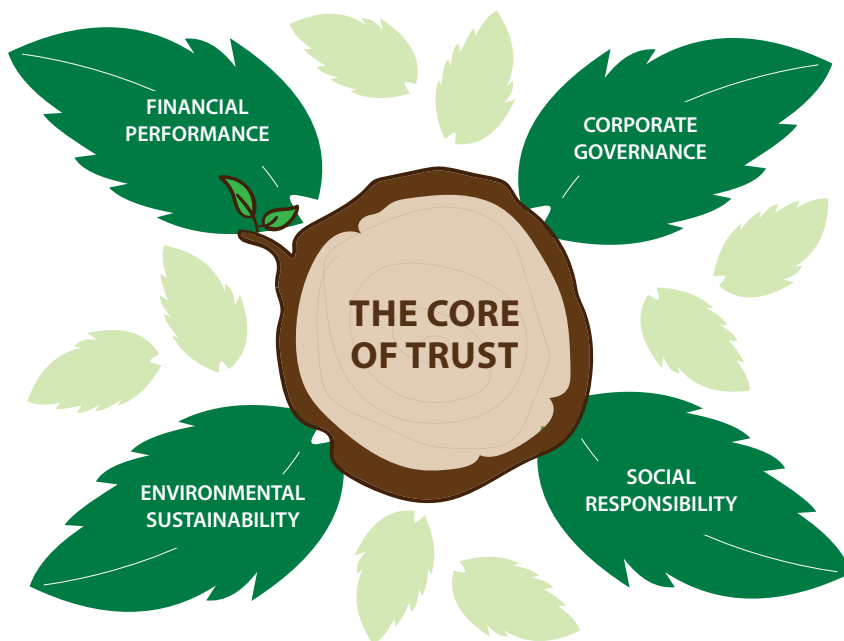 FINANCIAL
PERFORMANCE
CORPORATE
GOVERNANCE
THE CORE
OF TRUST
ENVIRONMENTAL
SUSTAINABILITY
SOCIAL
RESPONSIBILITY